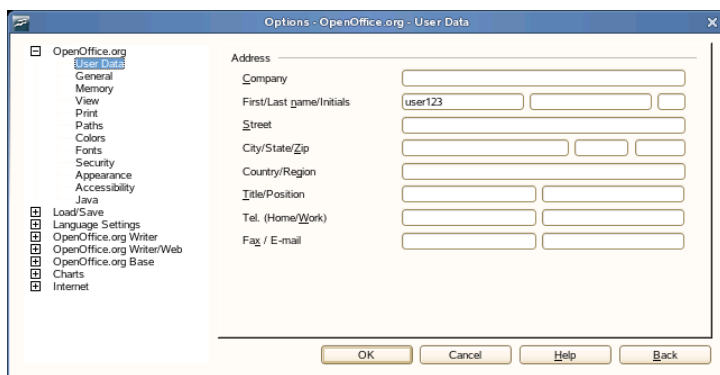 Options - OpenOffice.org - User Data
OpenOffice.org
User Data
General
Memory
View
Print
Paths
Colors
Fonts
Security
Appearance
Accessibility
Java
Load/Save
Language Settings
OpenOffice.org Writer
OpenOffice.org Writer/Web
OpenOffice.org Base
Charts
Internet
Address
Company
First/Last name/Initials user123
Street
City/State/Zip
Country/Region
Title/Position
Tel. (Home/Work)
Fax / E-mail
OK Cancel Help Back